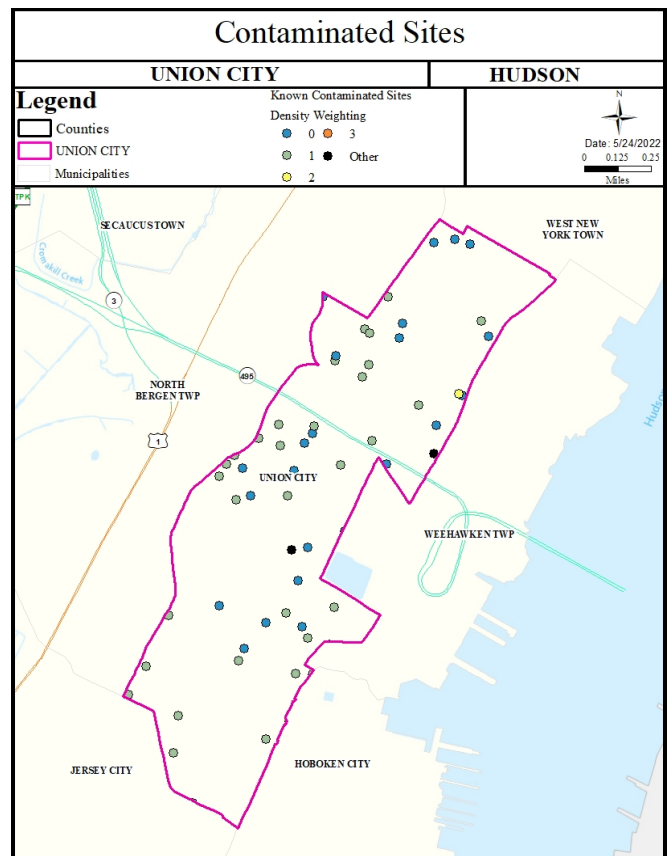 Contaminated Sites
UNION CITY
HUDSON
Legend
Counties
UNION CITY
Municipalities
Known Contaminated Sites
Density Weighting
0
3
1
Other
2
N
Date: 5/24/2022
0 0.125 0.25
Miles
TPK
SECAUCUS TOWN
WEST NEW
YORK TOWN
Cromakill Creek
3
495
NORTH
BERGEN TWP
1
UNION CITY
WEEHAWKEN TWP
JERSEY CITY
HOBOKEN CITY